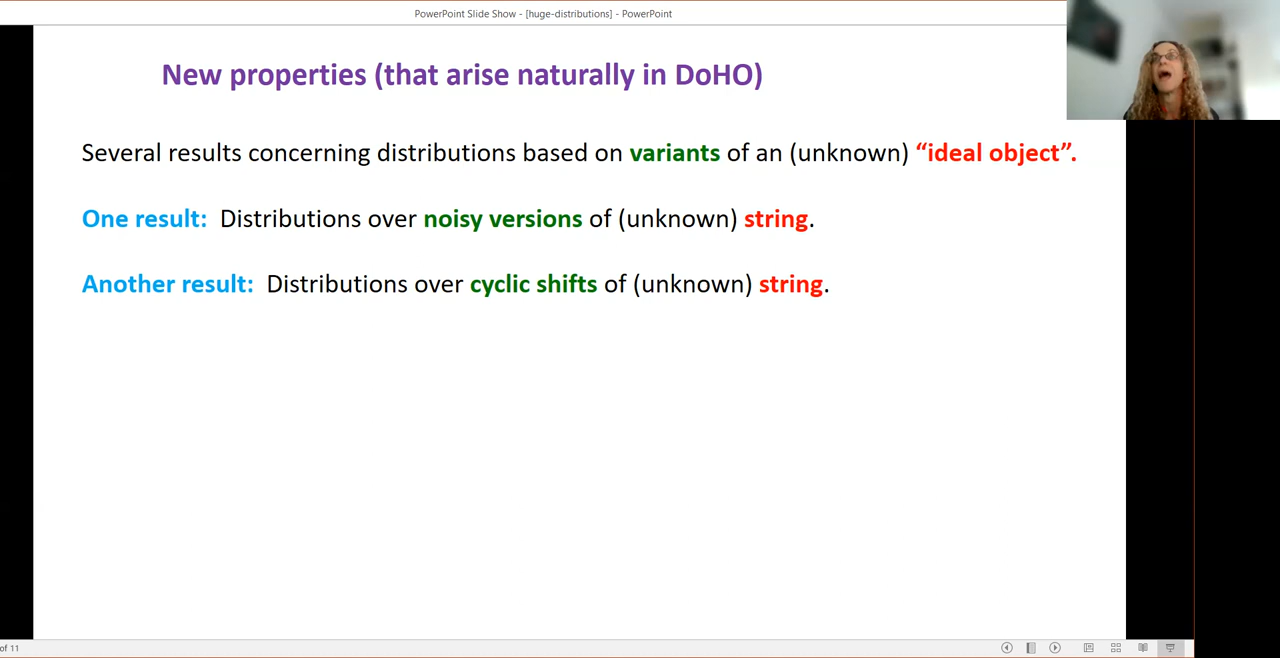 PowerPoint Slide Show - [huge-distributions] - PowerPoint
New properties (that arise naturally in DoHO)
Several results concerning distributions based on variants of an (unknown) “ideal object”.
One result: Distributions over noisy versions of (unknown) string.
Another result: Distributions over cyclic shifts of (unknown) string.
of 11